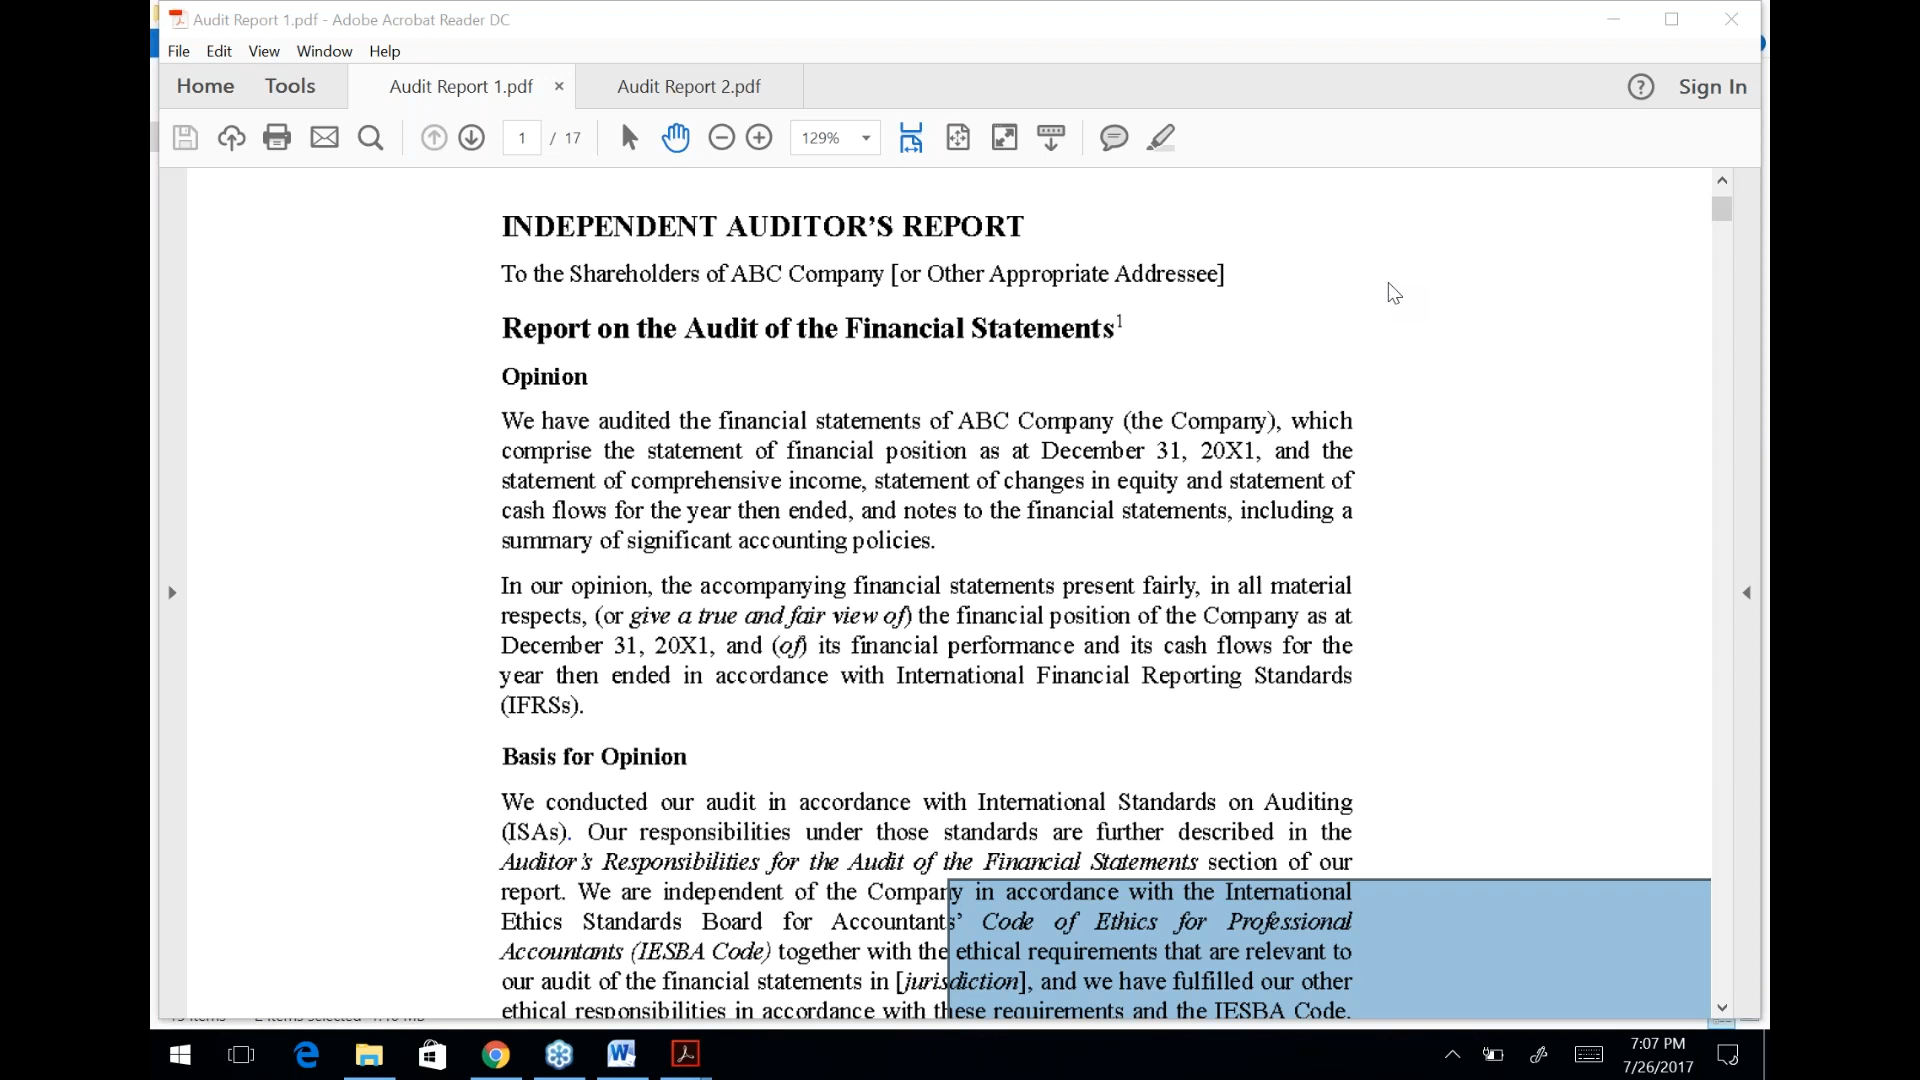 Audit Report 1.pdf - Adobe Acrobat Reader DC
File Edit View Window Help
Home Tools Audit Report 1.pdf × Audit Report 2.pdf ? Sign In
1 / 17 129%
INDEPENDENT AUDITOR’S REPORT
To the Shareholders of ABC Company [or Other Appropriate Addressee]
Report on the Audit of the Financial Statements1
Opinion
We have audited the financial statements of ABC Company (the Company), which
comprise the statement of financial position as at December 31, 20X1, and the
statement of comprehensive income, statement of changes in equity and statement of
cash flows for the year then ended, and notes to the financial statements, including a
summary of significant accounting policies.
In our opinion, the accompanying financial statements present fairly, in all material
respects, (or give a true and fair view of) the financial position of the Company as at
December 31, 20X1, and (of) its financial performance and its cash flows for the
year then ended in accordance with International Financial Reporting Standards
(IFRSs).
Basis for Opinion
We conducted our audit in accordance with International Standards on Auditing
(ISAs). Our responsibilities under those standards are further described in the
Auditor’s Responsibilities for the Audit of the Financial Statements section of our
report. We are independent of the Company in accordance with the International
Ethics Standards Board for Accountants’ Code of Ethics for Professional
Accountants (IESBA Code) together with the ethical requirements that are relevant to
our audit of the financial statements in [jurisdiction], and we have fulfilled our other
ethical responsibilities in accordance with these requirements and the IESBA Code.
7:07 PM
7/26/2017